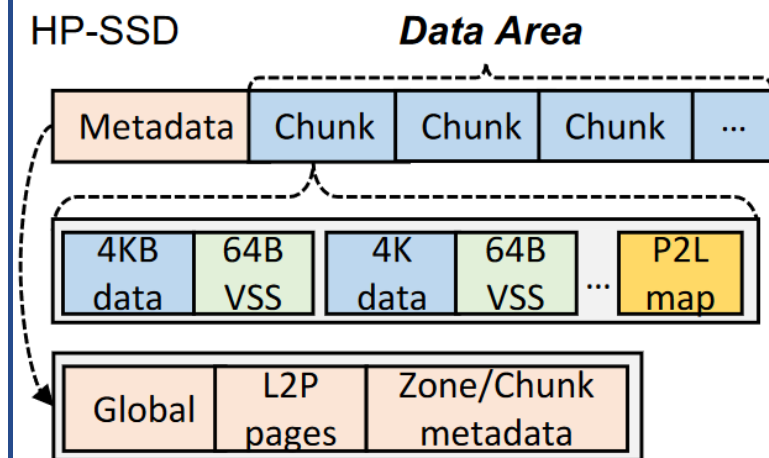 HP-SSD
Data Area
Metadata
Chunk
Chunk
Chunk
...
4KB
data
64B
VSS
4K
data
64B
VSS
...
P2L
map
Global
L2P
pages
Zone/Chunk
metadata